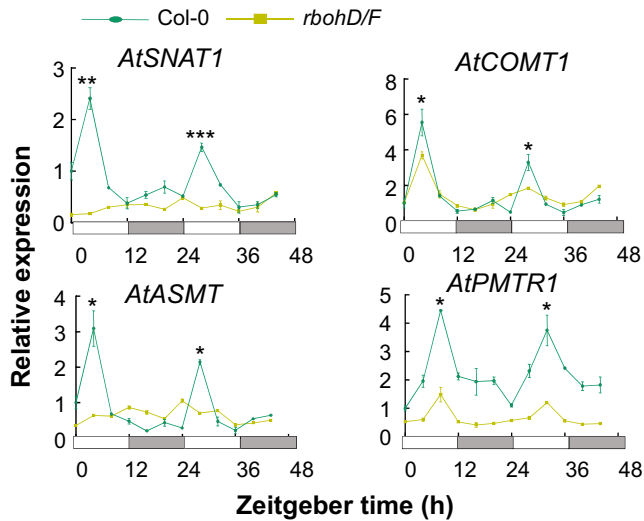 Col-0 rbohD/F
Relative expression
AtSNAT1
3
2
1
0
** ***
0 12 24 36 48
AtCOMT1
8
6
4
2
0
* *
0 12 24 36 48
AtASMT
4
3
2
1
0
* *
0 12 24 36 48
AtPMTR1
5
4
3
2
1
0
* *
0 12 24 36 48
Zeitgeber time (h)